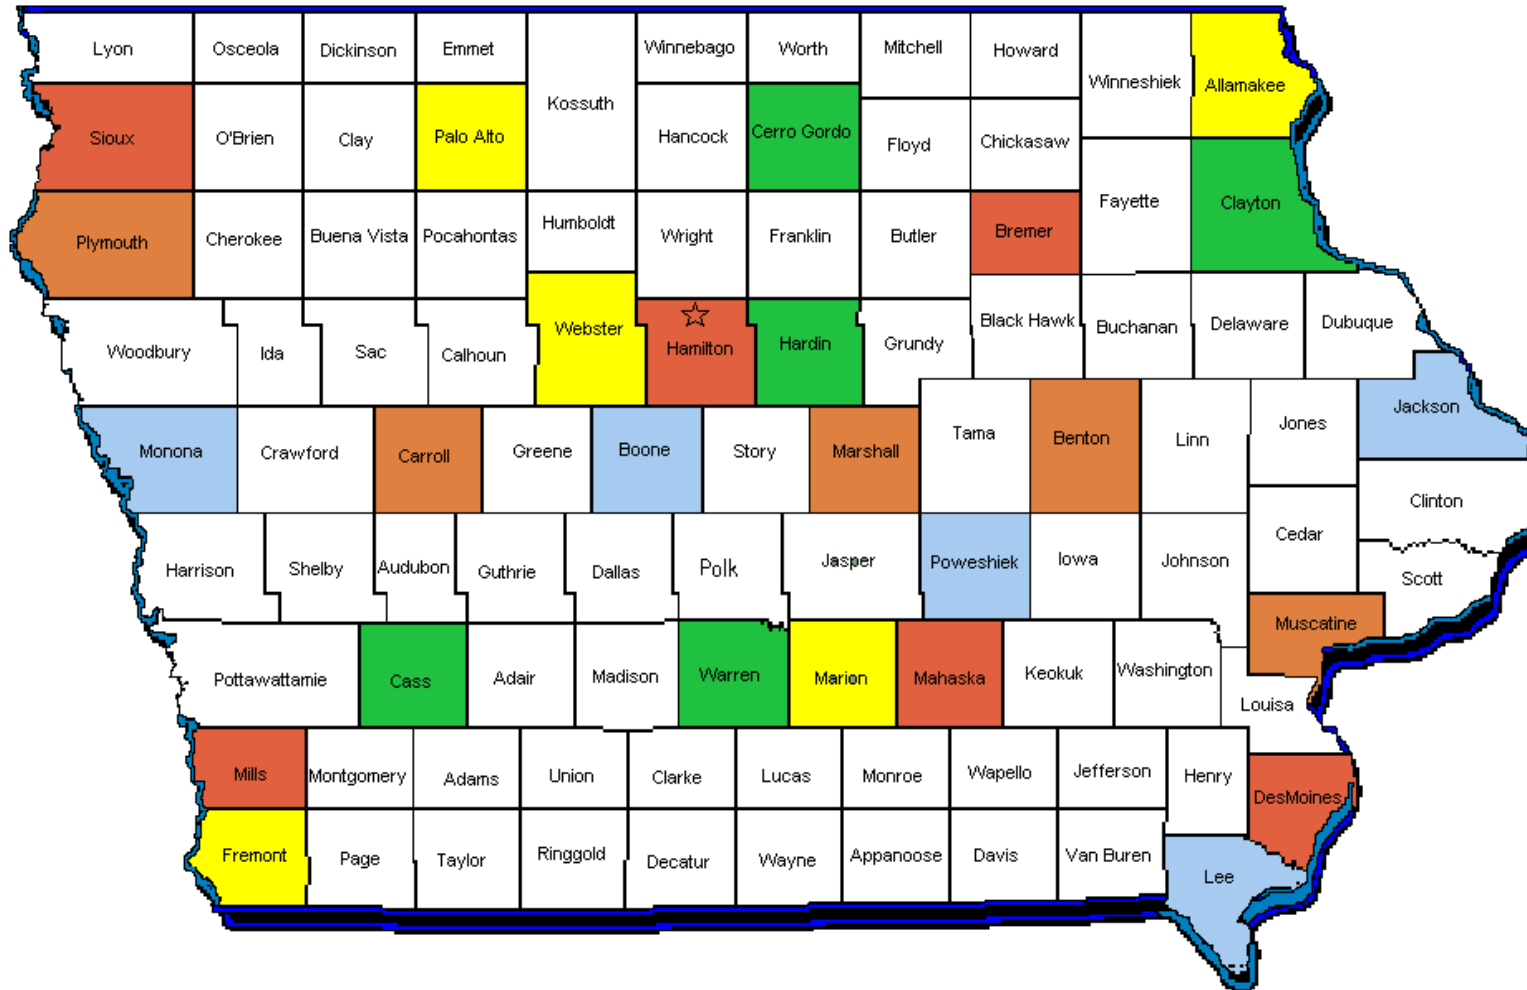 Lyon
Osceola
Dickinson
Emmet
Kossuth
Winnebago
Worth
Mitchell
Howard
Winneshiek
Allamakee
Sioux
O'Brien
Clay
Palo Alto
Hancock
Cerro Gordo
Floyd
Chickasaw
Plymouth
Cherokee
Buena Vista
Pocahontas
Humboldt
Wright
Franklin
Butler
Bremer
Fayette
Clayton
Woodbury
Ida
Sac
Calhoun
Webster
Hamilton
Hardin
Grundy
Black Hawk
Buchanan
Delaware
Dubuque
Monona
Crawford
Carroll
Greene
Boone
Story
Marshall
Tama
Benton
Linn
Jones
Jackson
Clinton
Harrison
Shelby
Audubon
Guthrie
Dallas
Polk
Jasper
Poweshiek
Iowa
Johnson
Cedar
Scott
Muscatine
Pottawattamie
Cass
Adair
Madison
Warren
Marion
Mahaska
Keokuk
Washington
Louisa
Mills
Montgomery
Adams
Union
Clarke
Lucas
Monroe
Wapello
Jefferson
Henry
DesMoines
Fremont
Page
Taylor
Ringgold
Decatur
Wayne
Appanoose
Davis
Van Buren
Lee